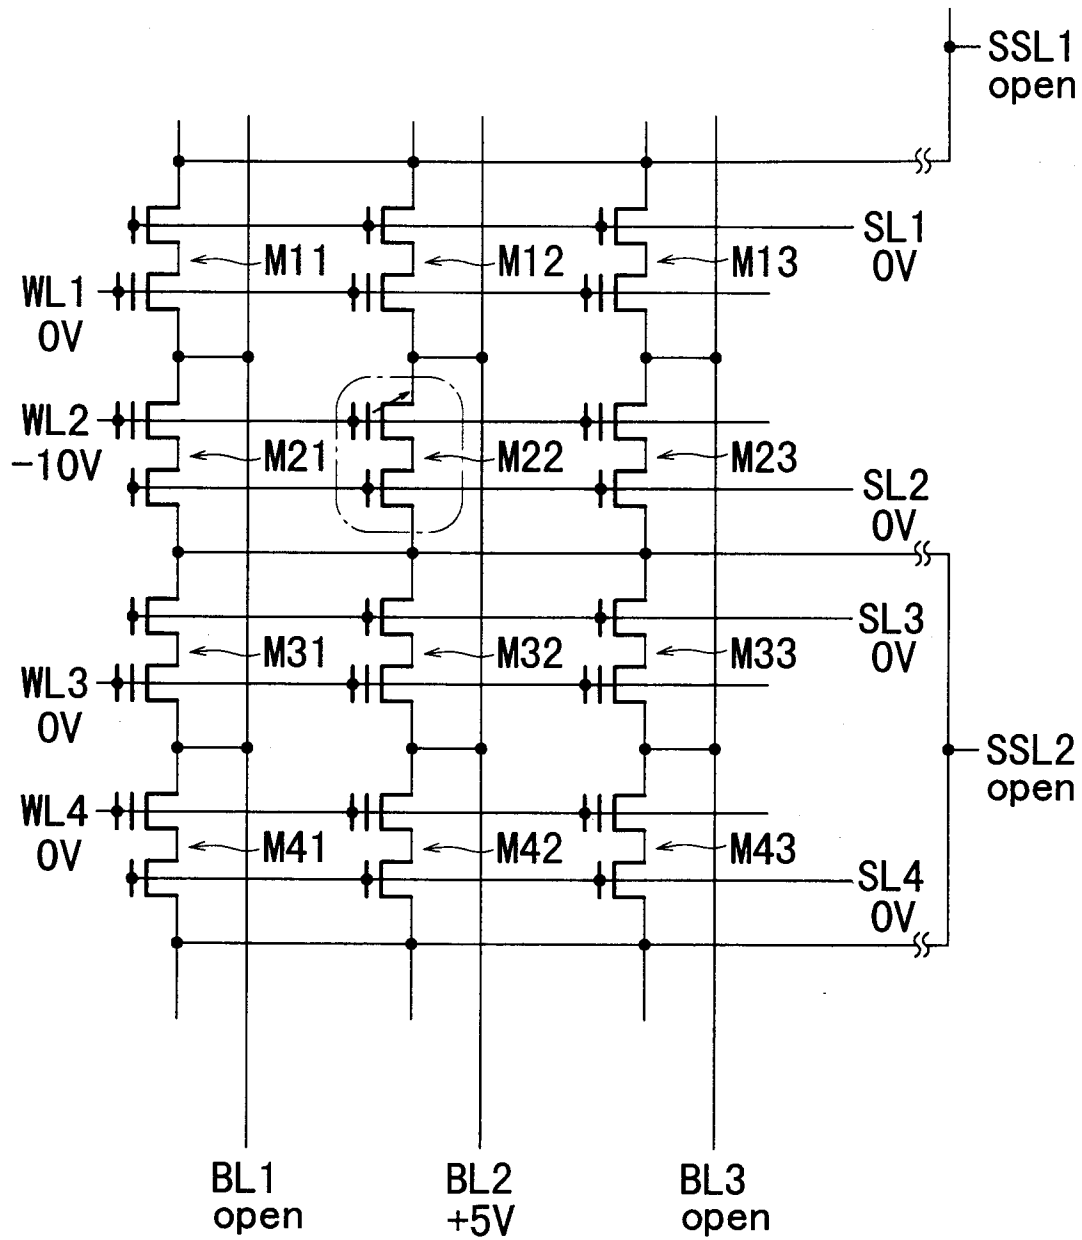 SSL1
open
SL1
0V
M11
M12
M13
WL1
0V
WL2
-10V
M21
M22
M23
SL2
0V
SL3
0V
M31
M32
M33
WL3
0V
SSL2
open
WL4
0V
M41
M42
M43
SL4
0V
BL1
open
BL2
+5V
BL3
open